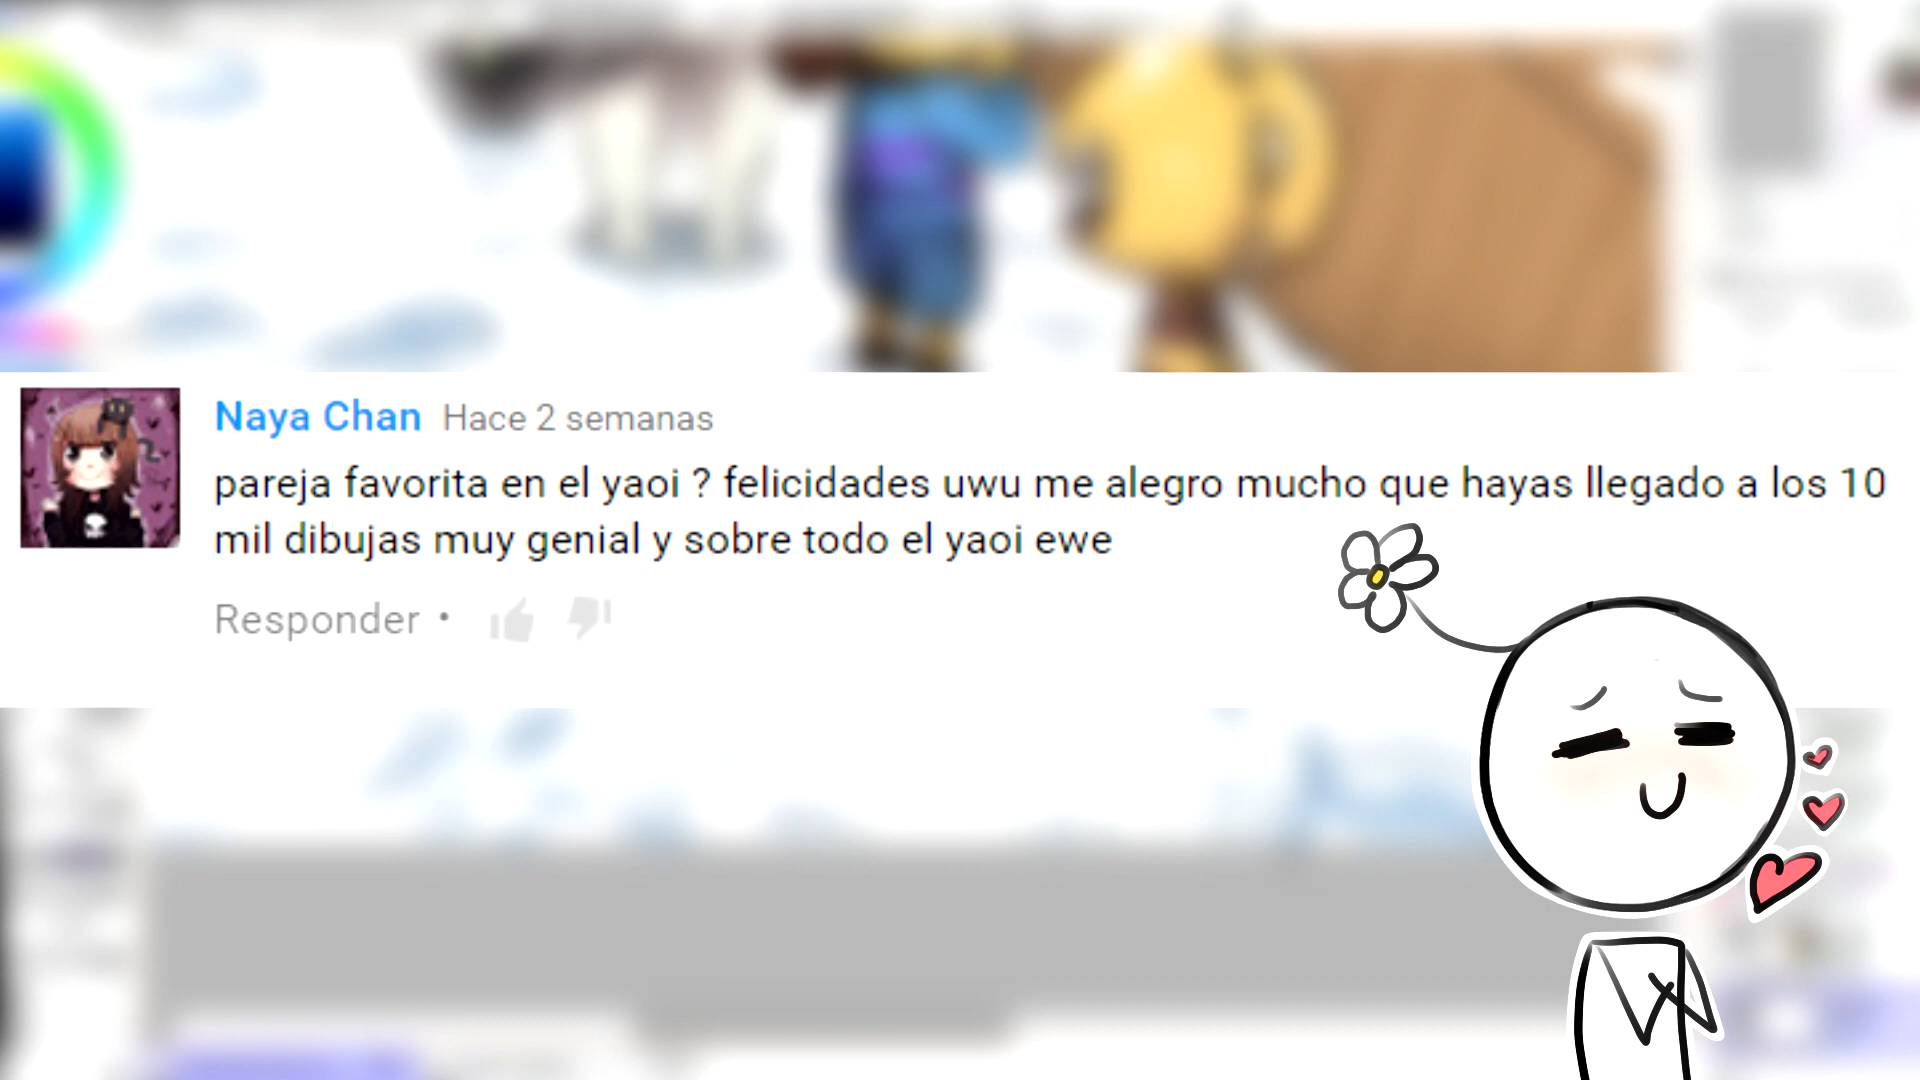 Naya Chan Hace 2 semanas
pareja favorita en el yaoi ? felicidades uwu me alegro mucho que hayas llegado a los 10
mil dibujas muy genial y sobre todo el yaoi ewe
Responder •